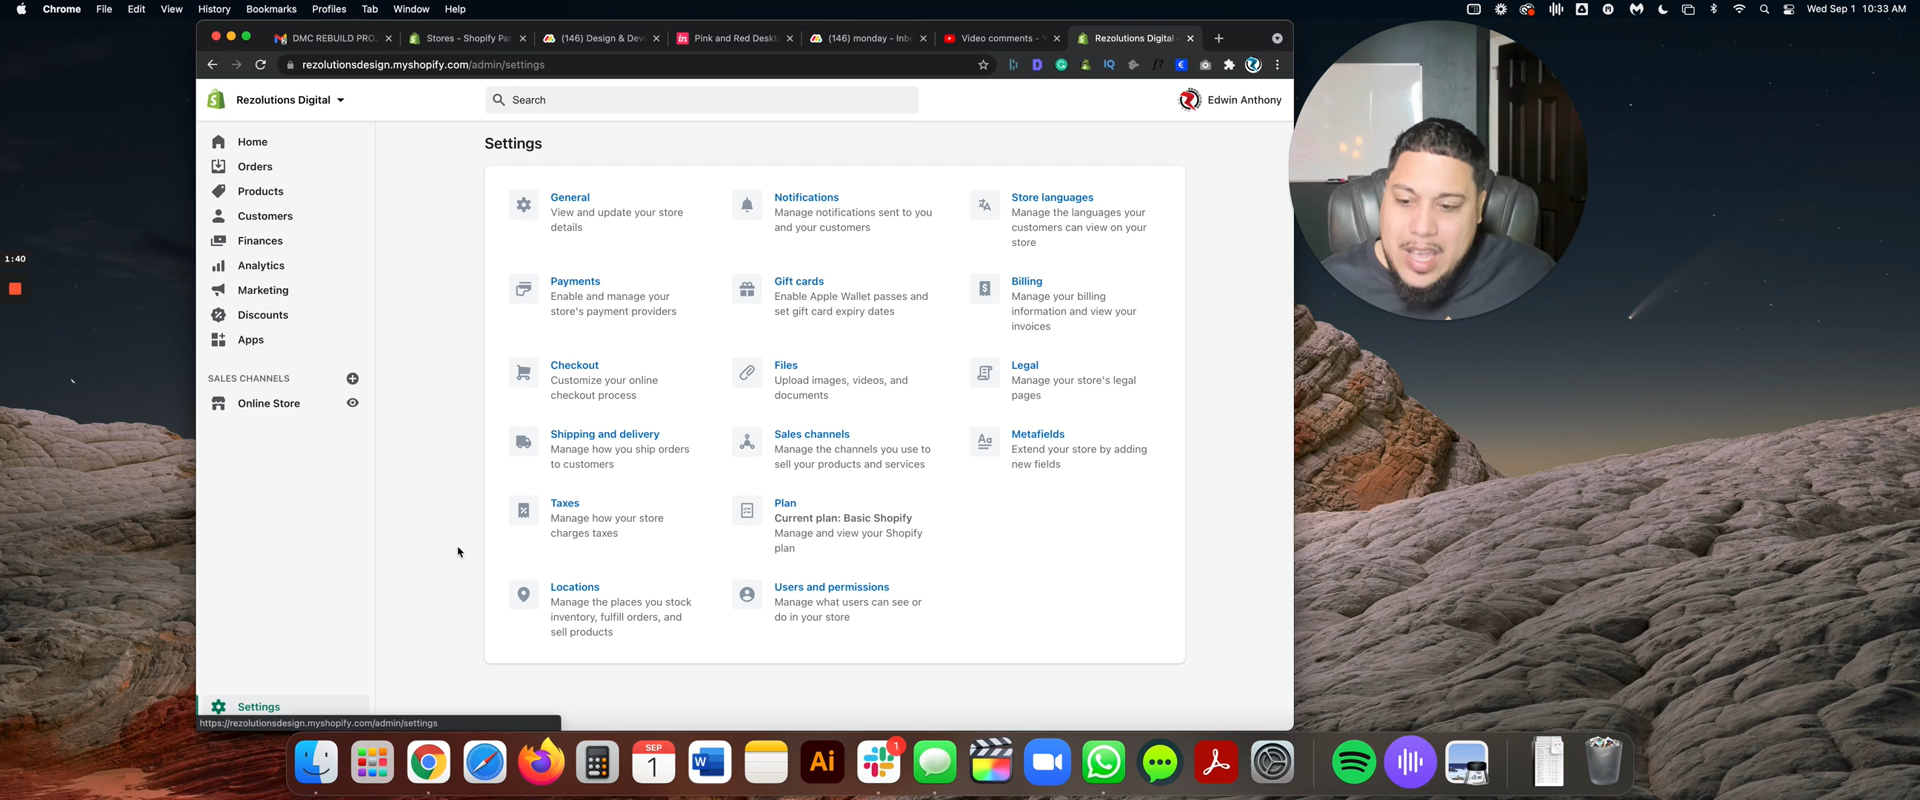 Chrome File Edit View History Bookmarks Profiles Tab Window Help
Wed Sep 1 10:33 AM
DMC REBUILD PRO
Stores - Shopify Pa
(146) Design & Dev
Pink and Red Deskt
(146) monday - Inb
Video comments - Y
Rezolutions Digital
rezolutionsdesign.myshopify.com/admin/settings
Rezolutions Digital
Search
Edwin Anthony
1:40
Home
Orders
Products
Customers
Finances
Analytics
Marketing
Discounts
Apps
SALES CHANNELS
Online Store
Settings
https://rezolutionsdesign.myshopify.com/admin/settings
Settings
General
View and update your store
details
Notifications
Manage notifications sent to you
and your customers
Store languages
Manage the languages your
customers can view on your
store
Payments
Enable and manage your
store's payment providers
Gift cards
Enable Apple Wallet passes and
set gift card expiry dates
Billing
Manage your billing
information and view your
invoices
Checkout
Customize your online
checkout process
Files
Upload images, videos, and
documents
Legal
Manage your store's legal
pages
Shipping and delivery
Manage how you ship orders
to customers
Sales channels
Manage the channels you use to
sell your products and services
Metafields
Extend your store by adding
new fields
Taxes
Manage how your store
charges taxes
Plan
Current plan: Basic Shopify
Manage and view your Shopify
plan
Locations
Manage the places you stock
inventory, fulfill orders, and
sell products
Users and permissions
Manage what users can see or
do in your store
SEP
1
W
Ai
1